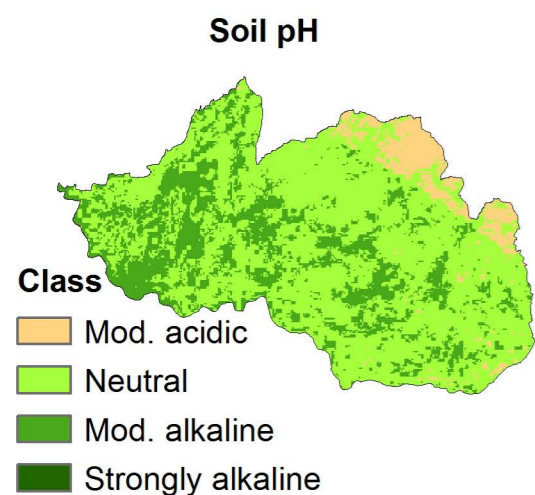 Soil pH
Class
Mod. acidic
Neutral
Mod. alkaline
Strongly alkaline